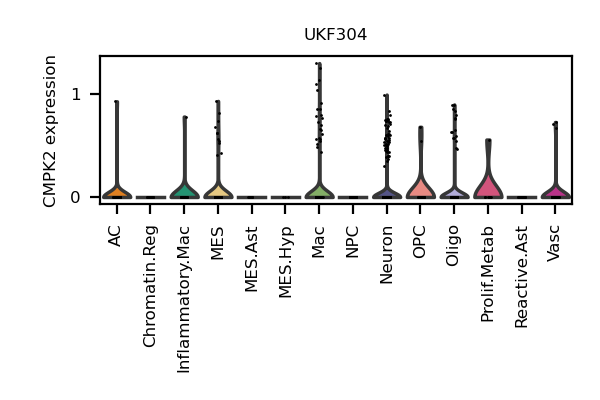 UKF304
CMPK2 expression
1
0
AC
Chromatin.Reg
Inflammatory.Mac
MES
MES.Ast
MES.Hyp
Mac
NPC
Neuron
OPC
Oligo
Prolif.Metab
Reactive.Ast
Vasc